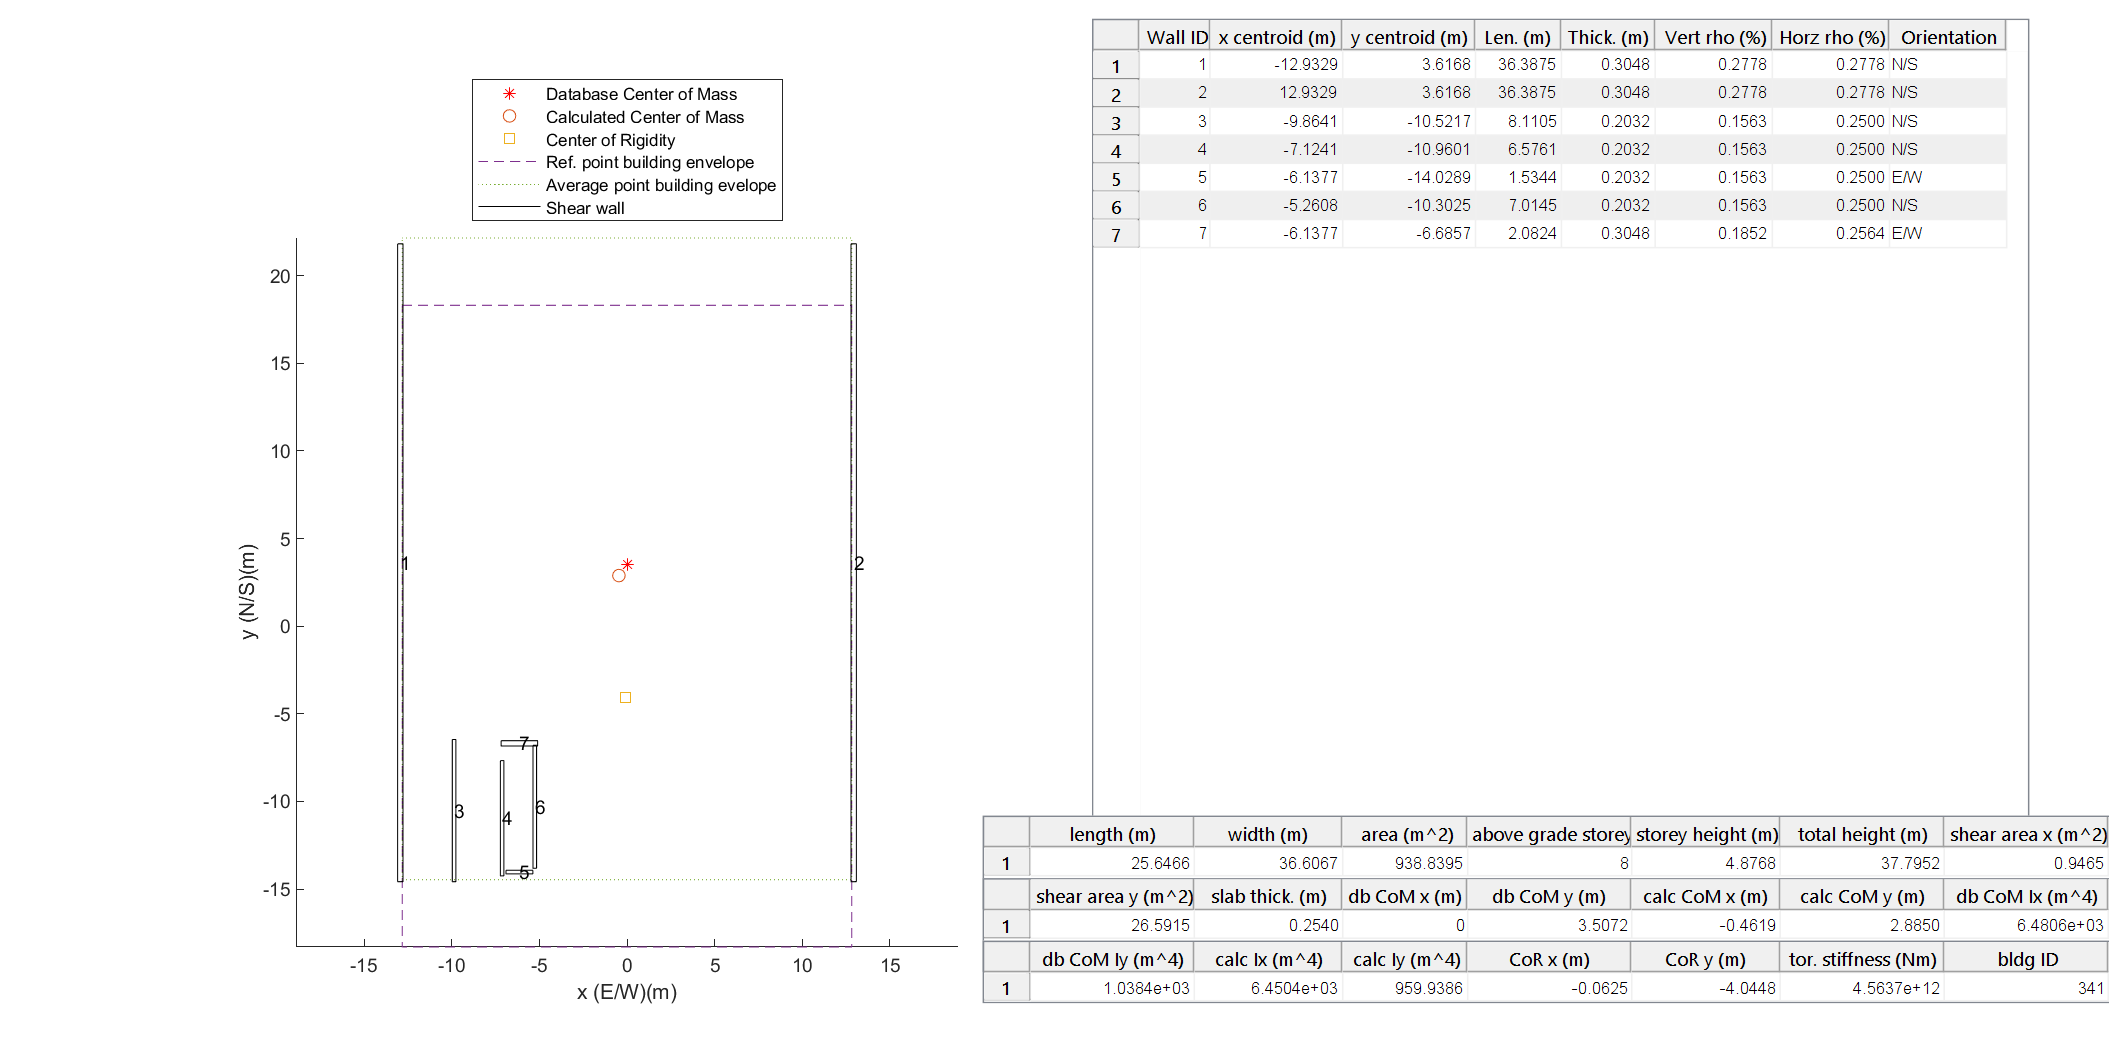 Database Center of Mass
Calculated Center of Mass
Center of Rigidity
Ref. point building envelope
Average point building evelope
Shear wall
20
15
10
5
0
-5
-10
-15
y (N/S)(m)
1
2
3
4
5
6
7
-15 -10 -5 0 5 10 15
x (E/W)(m)
Wall ID x centroid (m) y centroid (m) Len. (m) Thick. (m) Vert rho (%) Horz rho (%) Orientation
1 1 -12.9329 3.6168 36.3875 0.3048 0.2778 0.2778 N/S
2 2 12.9329 3.6168 36.3875 0.3048 0.2778 0.2778 N/S
3 3 -9.8641 -10.5217 8.1105 0.2032 0.1563 0.2500 N/S
4 4 -7.1241 -10.9601 6.5761 0.2032 0.1563 0.2500 N/S
5 5 -6.1377 -14.0289 1.5344 0.2032 0.1563 0.2500 E/W
6 6 -5.2608 -10.3025 7.0145 0.2032 0.1563 0.2500 N/S
7 7 -6.1377 -6.6857 2.0824 0.3048 0.1852 0.2564 E/W
length (m) width (m) area (m^2) above grade storey storey height (m) total height (m) shear area x (m^2)
1 25.6466 36.6067 938.8395 8 4.8768 37.7952 0.9465
shear area y (m^2) slab thick. (m) db CoM x (m) db CoM y (m) calc CoM x (m) calc CoM y (m) db CoM Ix (m^4)
1 26.5915 0.2540 0 3.5072 -0.4619 2.8850 6.4806e+03
db CoM Iy (m^4) calc Ix (m^4) calc Iy (m^4) CoR x (m) CoR y (m) tor. stiffness (Nm) bldg ID
1 1.0384e+03 6.4504e+03 959.9386 -0.0625 -4.0448 4.5637e+12 341